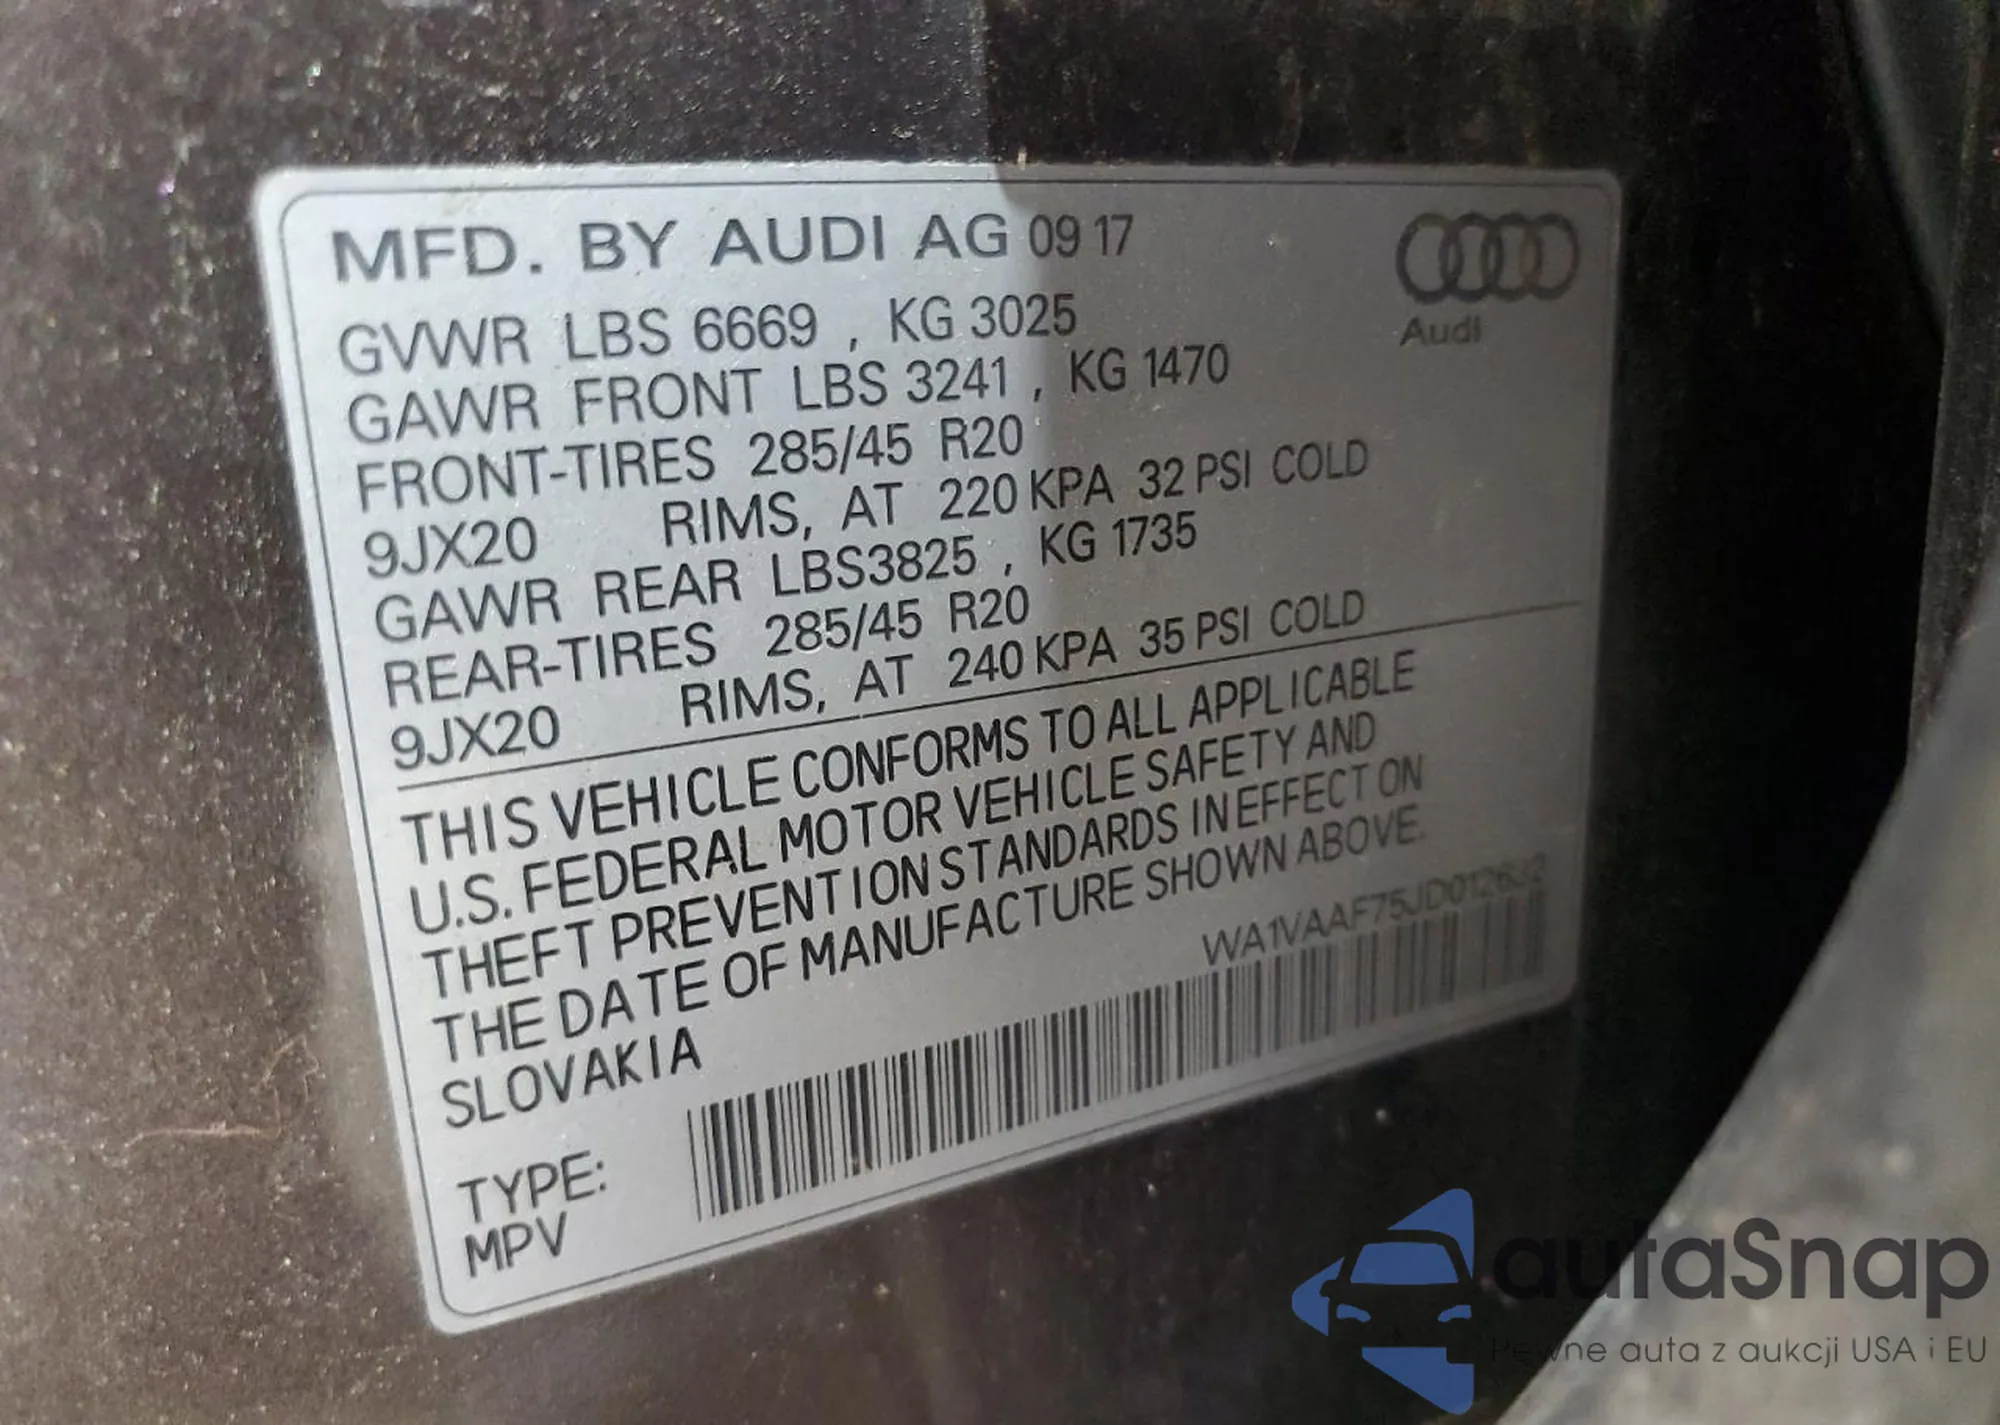 MFD. BY AUDI AG 09 17
Audi
GVWR LBS 6669 , KG 3025
GAWR FRONT LBS 3241 , KG 1470
FRONT-TIRES 285/45 R20
9JX20 RIMS, AT 220 KPA 32 PSI COLD
GAWR REAR LBS3825 , KG 1735
REAR-TIRES 285/45 R20
9JX20 RIMS, AT 240 KPA 35 PSI COLD
THIS VEHICLE CONFORMS TO ALL APPLICABLE
U.S. FEDERAL MOTOR VEHICLE SAFETY AND
THEFT PREVENTION STANDARDS IN EFFECT ON
THE DATE OF MANUFACTURE SHOWN ABOVE.
SLOVAKIA
WA1VAAF75JD012632
TYPE:
MPV
autaSnap
Pewne auta z aukcji USA i EU